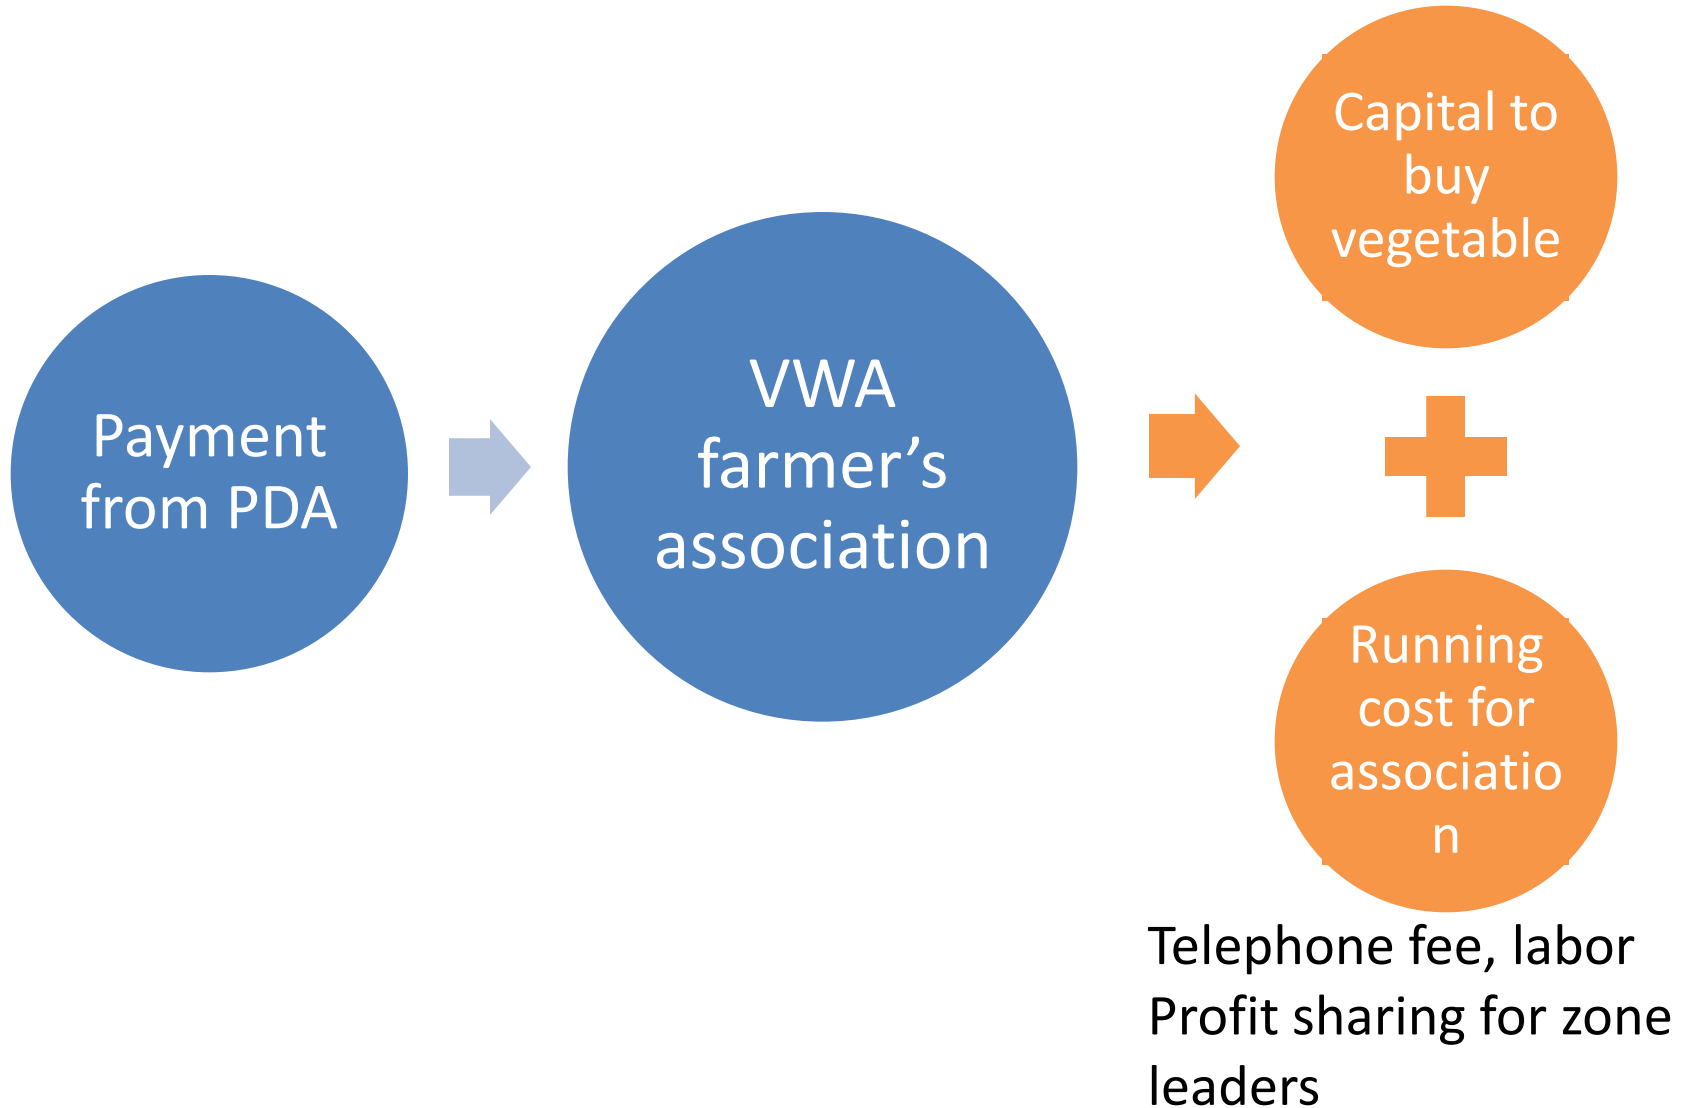 Payment
from PDA
VWA
farmer’s
association
Capital to
buy
vegetable
Running
cost for
associatio
n
Telephone fee, labor
Profit sharing for zone
leaders